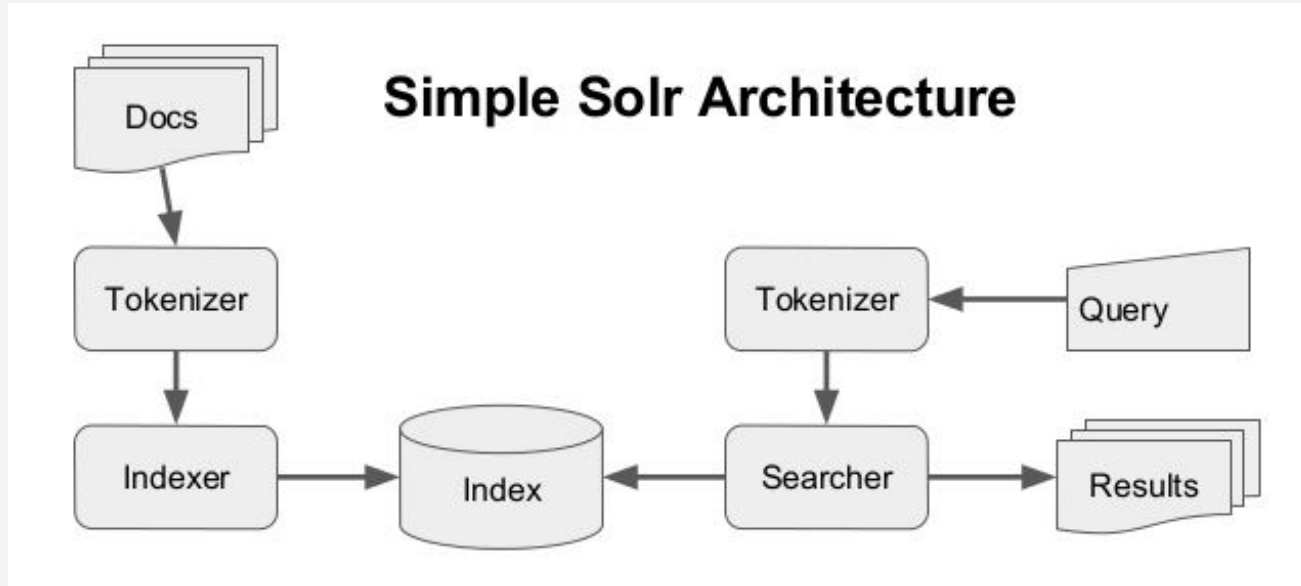 Simple Solr Architecture
Docs
Tokenizer
Tokenizer
Query
Indexer
Index
Searcher
Results